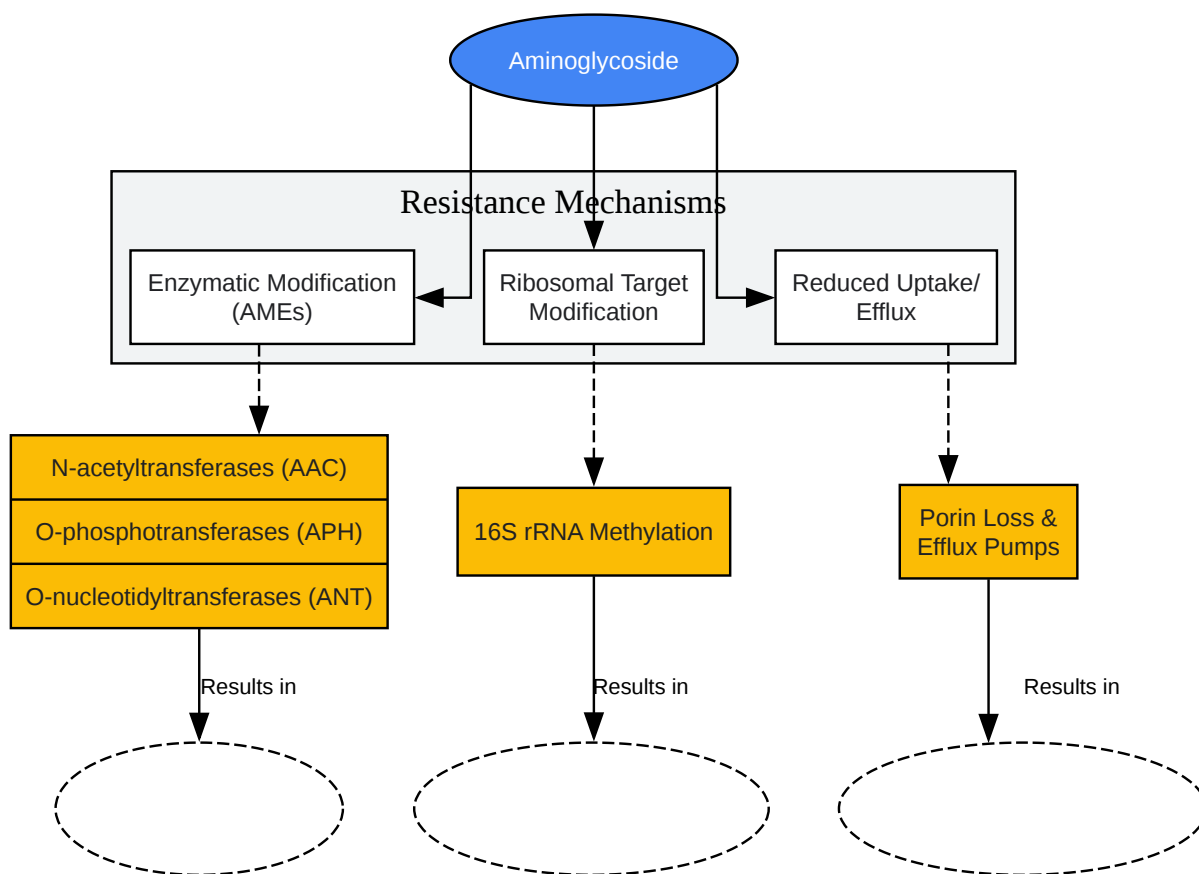 Aminoglycoside
Resistance Mechanisms
Enzymatic Modification
(AMEs)
Ribosomal Target
Modification
Reduced Uptake/
Efflux
N-acetyltransferases (AAC)
O-phosphotransferases (APH)
O-nucleotidyltransferases (ANT)
16S rRNA Methylation
Porin Loss &
Efflux Pumps
Results in
Results in
Results in